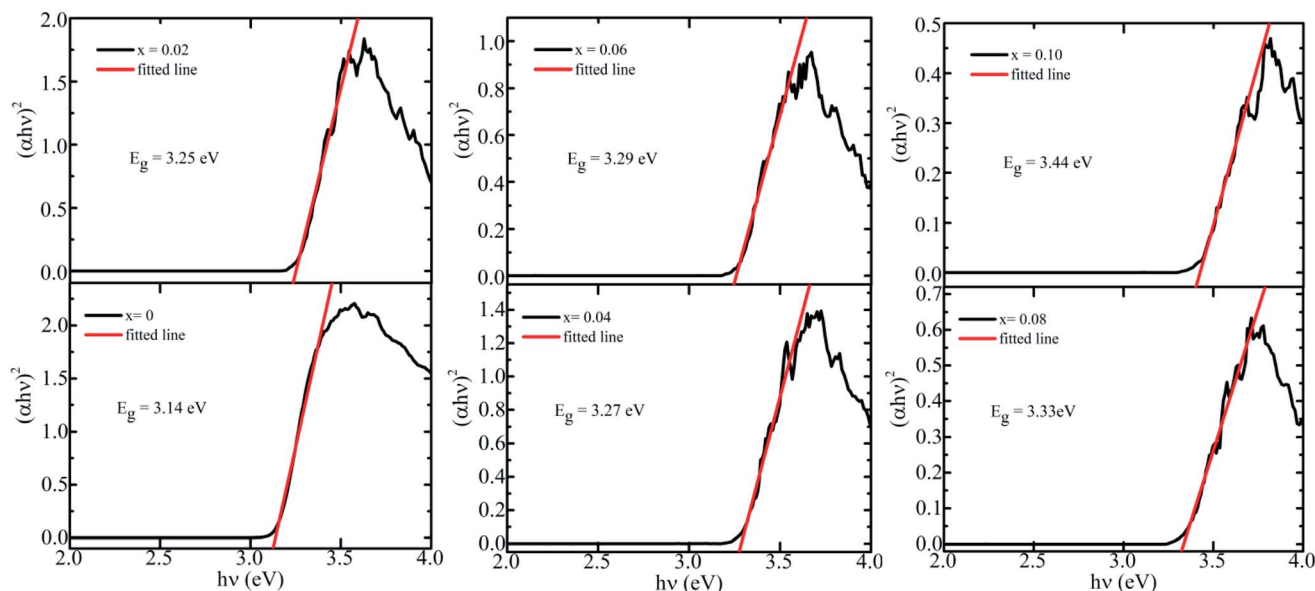 2.0
1.5
1.0
0.5
0.0
(αhν)²
x = 0.02
fitted line
E_g = 3.25 eV
2.0
1.5
1.0
0.5
0.0
(αhν)²
x= 0
fitted line
E_g = 3.14 eV
2.0 2.5 3.0 3.5 4.0
hν (eV)
1.0
0.8
0.6
0.4
0.2
0.0
(αhν)²
x = 0.06
fitted line
E_g = 3.29 eV
1.4
1.2
1.0
0.8
0.6
0.4
0.2
0.0
(αhν)²
x= 0.04
fitted line
E_g = 3.27 eV
2.0 2.5 3.0 3.5 4.0
hν (eV)
0.5
0.4
0.3
0.2
0.1
0.0
(αhν)²
x = 0.10
fitted line
E_g = 3.44 eV
0.7
0.6
0.5
0.4
0.3
0.2
0.1
0.0
(αhν)²
x= 0.08
fitted line
E_g = 3.33eV
2.0 2.5 3.0 3.5 4.0
hν (eV)